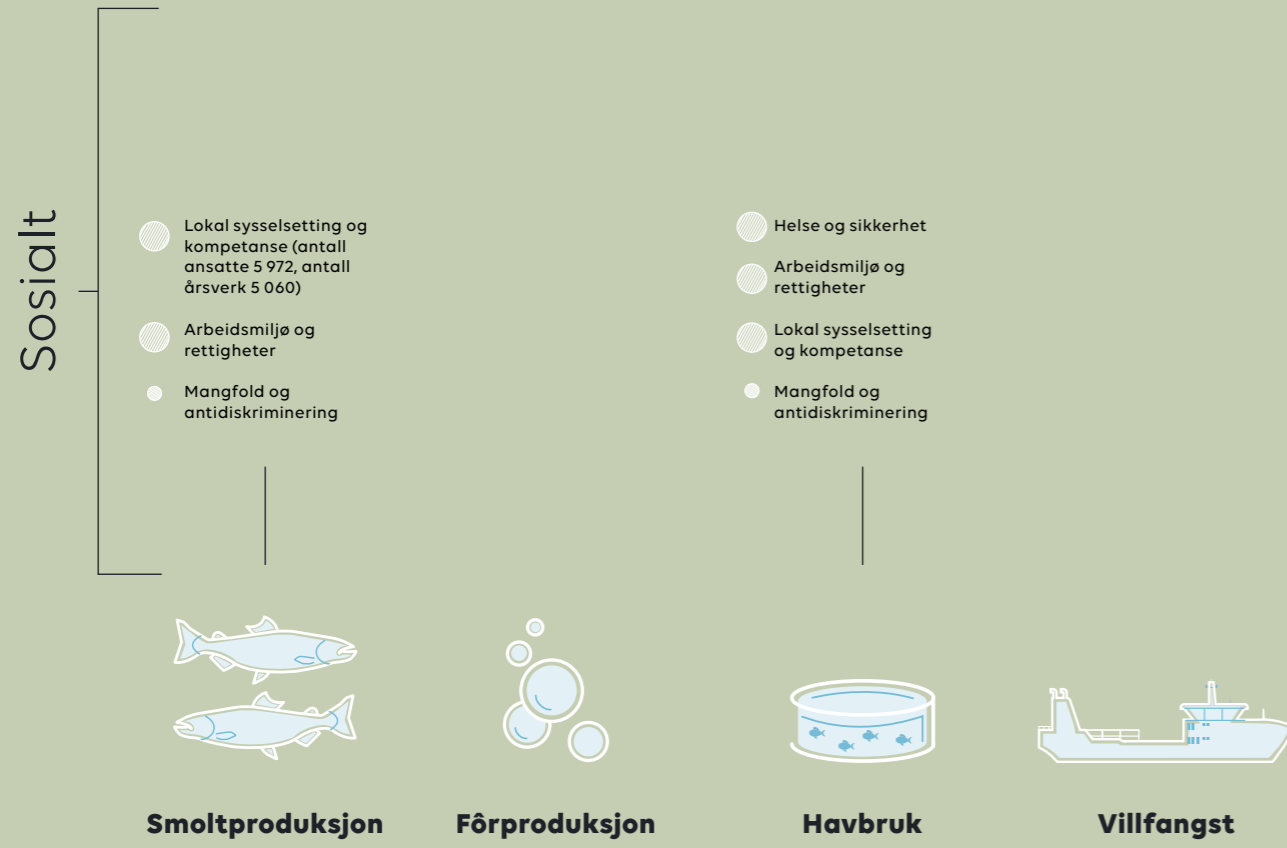 Sosialt
Lokal sysselsetting og
kompetanse (antall
ansatte 5 972, antall
årsverk 5 060)
Arbeidsmiljø og
rettigheter
Mangfold og
antidiskriminering
Helse og sikkerhet
Arbeidsmiljø og
rettigheter
Lokal sysselsetting
og kompetanse
Mangfold og
antidiskriminering
Smoltproduksjon
Fôrproduksjon
Havbruk
Villfangst